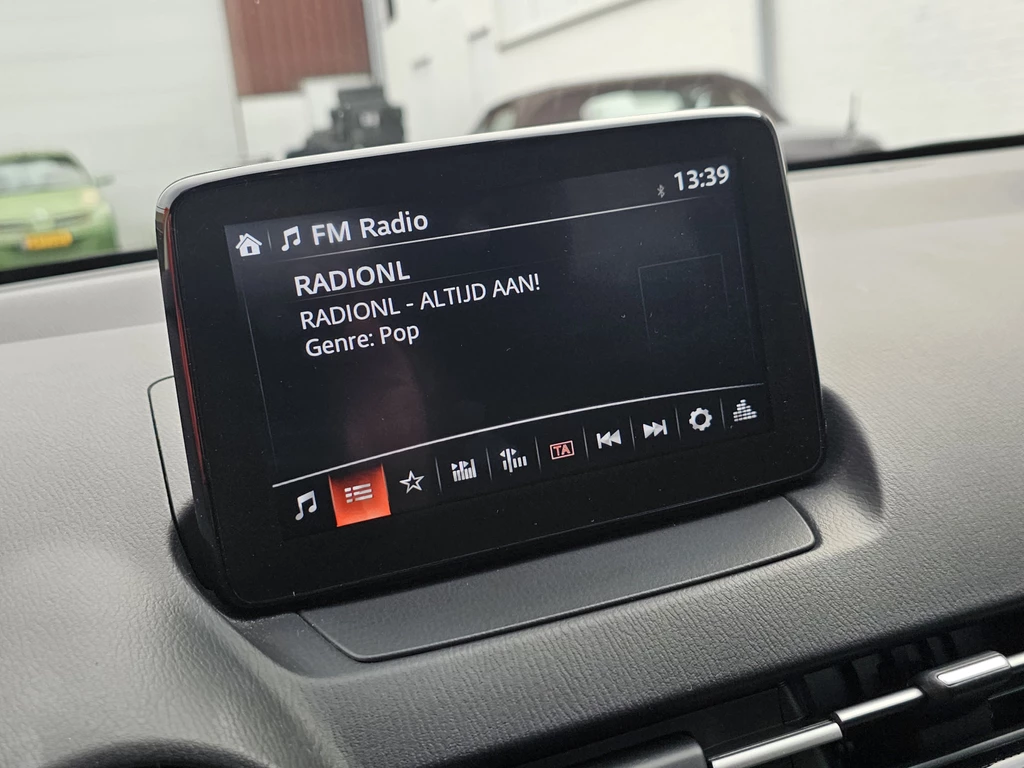 13:39
FM Radio
RADIONL
RADIONL - ALTIJD AAN!
Genre: Pop
TA